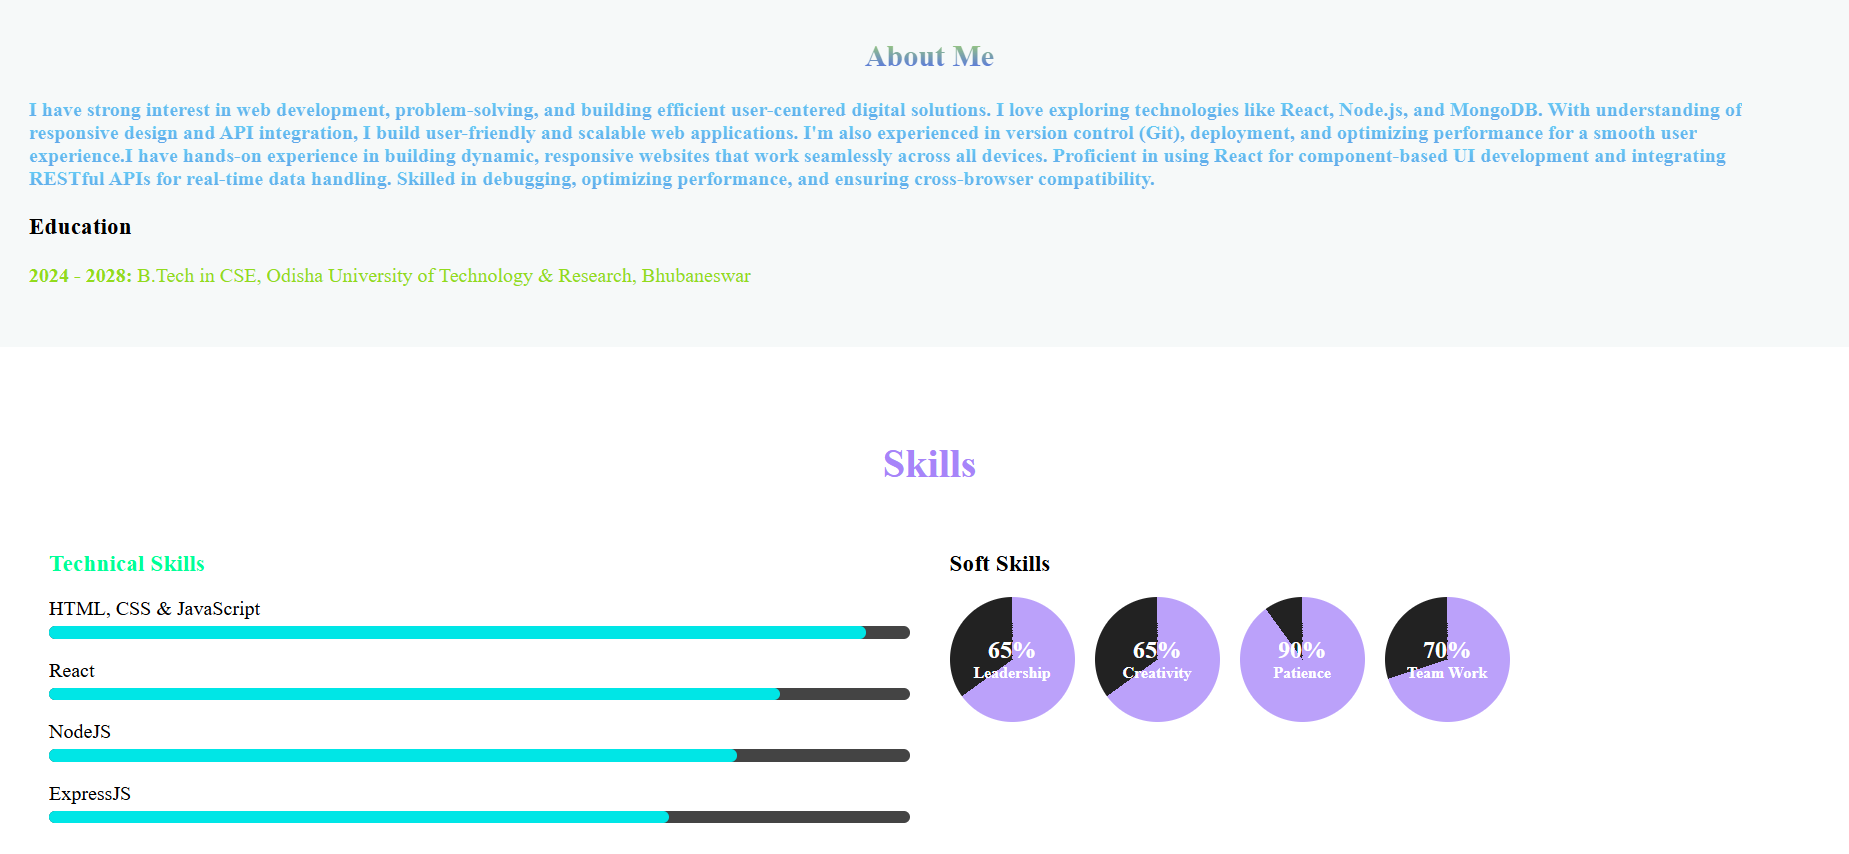 About Me
I have strong interest in web development, problem-solving, and building efficient user-centered digital solutions. I love exploring technologies like React, Node.js, and MongoDB. With understanding of
responsive design and API integration, I build user-friendly and scalable web applications. I'm also experienced in version control (Git), deployment, and optimizing performance for a smooth user
experience.I have hands-on experience in building dynamic, responsive websites that work seamlessly across all devices. Proficient in using React for component-based UI development and integrating
RESTful APIs for real-time data handling. Skilled in debugging, optimizing performance, and ensuring cross-browser compatibility.
Education
2024 - 2028: B.Tech in CSE, Odisha University of Technology & Research, Bhubaneswar
Skills
Technical Skills
HTML, CSS & JavaScript
React
NodeJS
ExpressJS
Soft Skills
65%
Leadership
65%
Creativity
90%
Patience
70%
Team Work